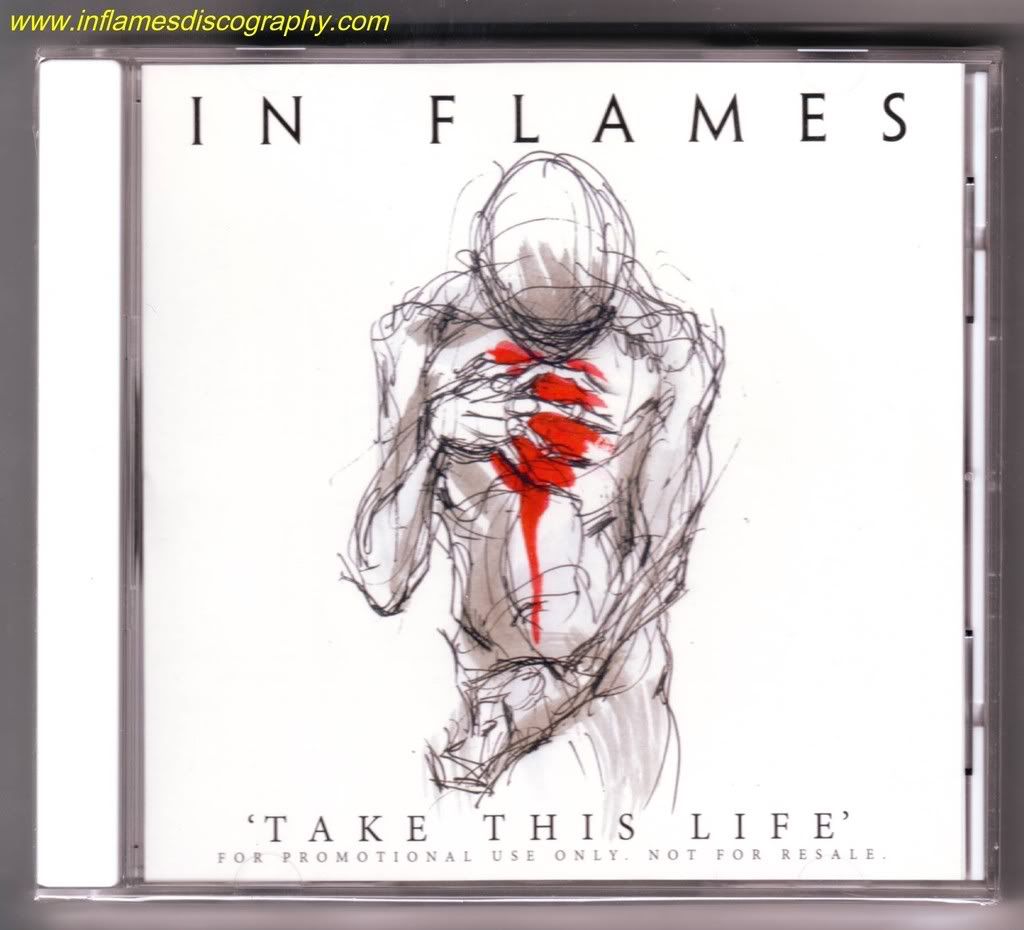 www.inflamesdiscography.com
IN FLAMES
‘TAKE THIS LIFE’
FOR PROMOTIONAL USE ONLY. NOT FOR RESALE.